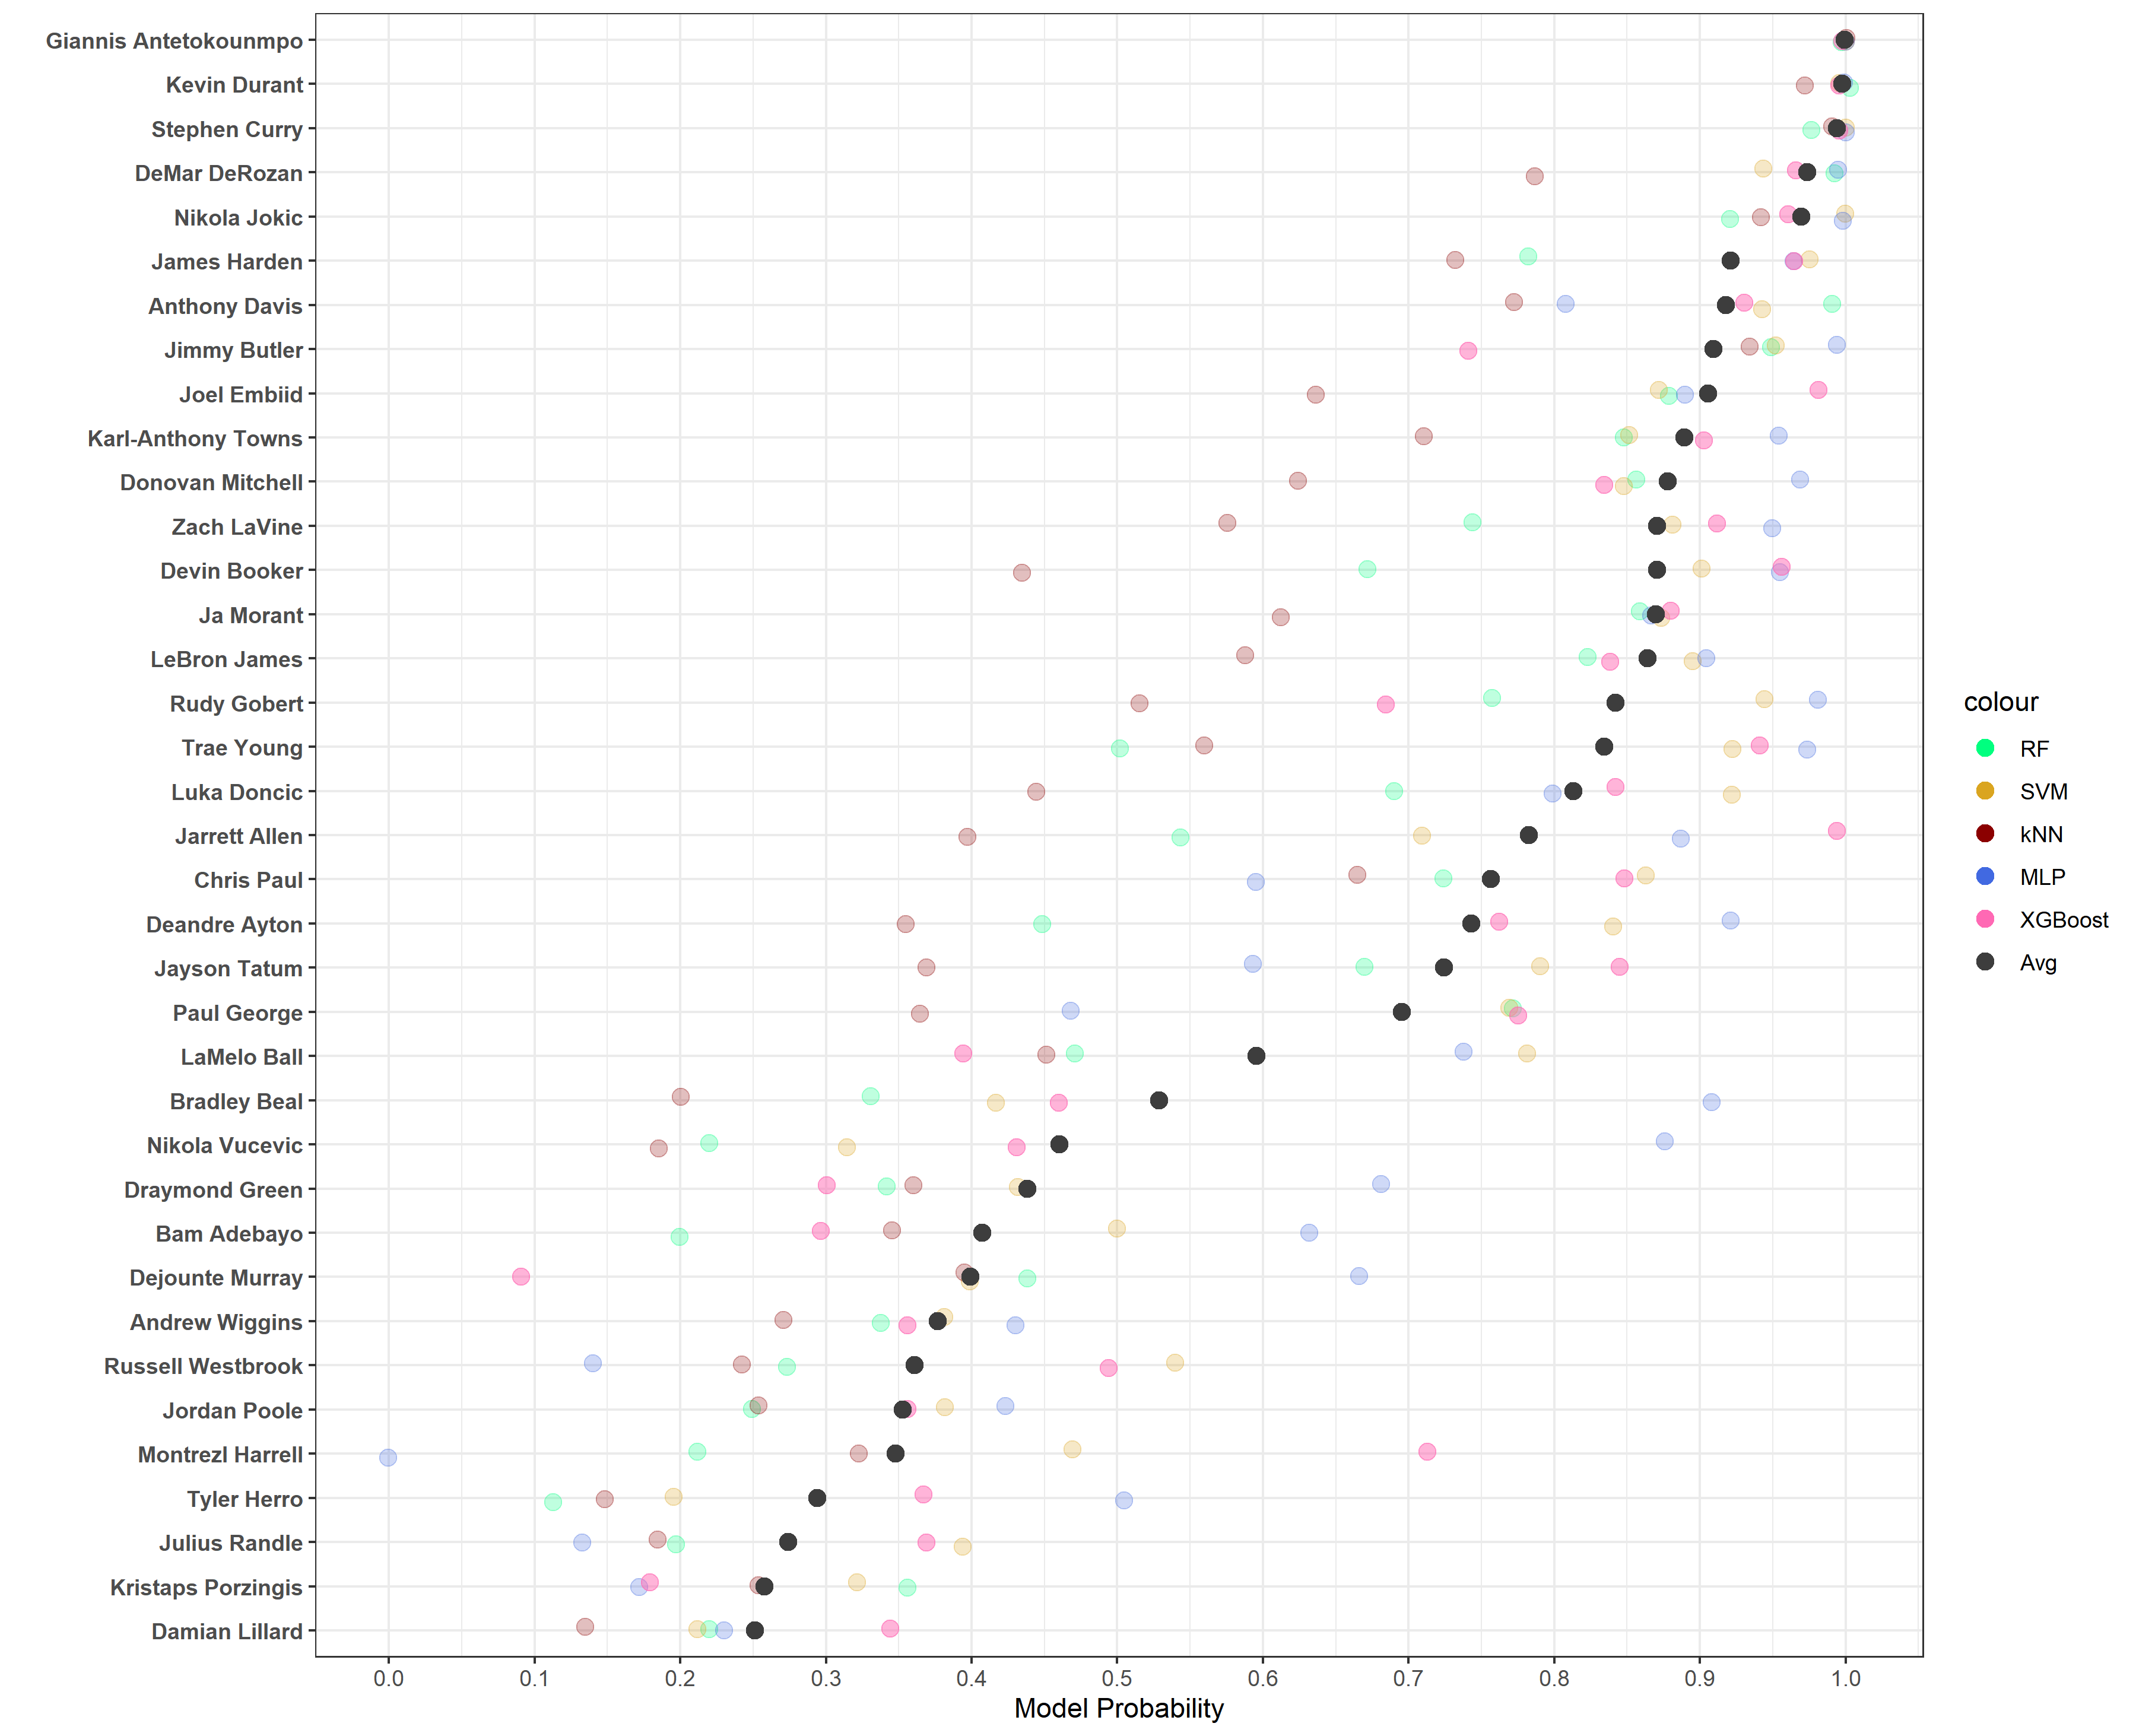 Giannis Antetokounmpo
Kevin Durant
Stephen Curry
DeMar DeRozan
Nikola Jokic
James Harden
Anthony Davis
Jimmy Butler
Joel Embiid
Karl-Anthony Towns
Donovan Mitchell
Zach LaVine
Devin Booker
Ja Morant
LeBron James
Rudy Gobert
Trae Young
Luka Doncic
Jarrett Allen
Chris Paul
Deandre Ayton
Jayson Tatum
Paul George
LaMelo Ball
Bradley Beal
Nikola Vucevic
Draymond Green
Bam Adebayo
Dejounte Murray
Andrew Wiggins
Russell Westbrook
Jordan Poole
Montrezl Harrell
Tyler Herro
Julius Randle
Kristaps Porzingis
Damian Lillard
0.0 0.1 0.2 0.3 0.4 0.5 0.6 0.7 0.8 0.9 1.0
Model Probability
colour
RF
SVM
kNN
MLP
XGBoost
Avg